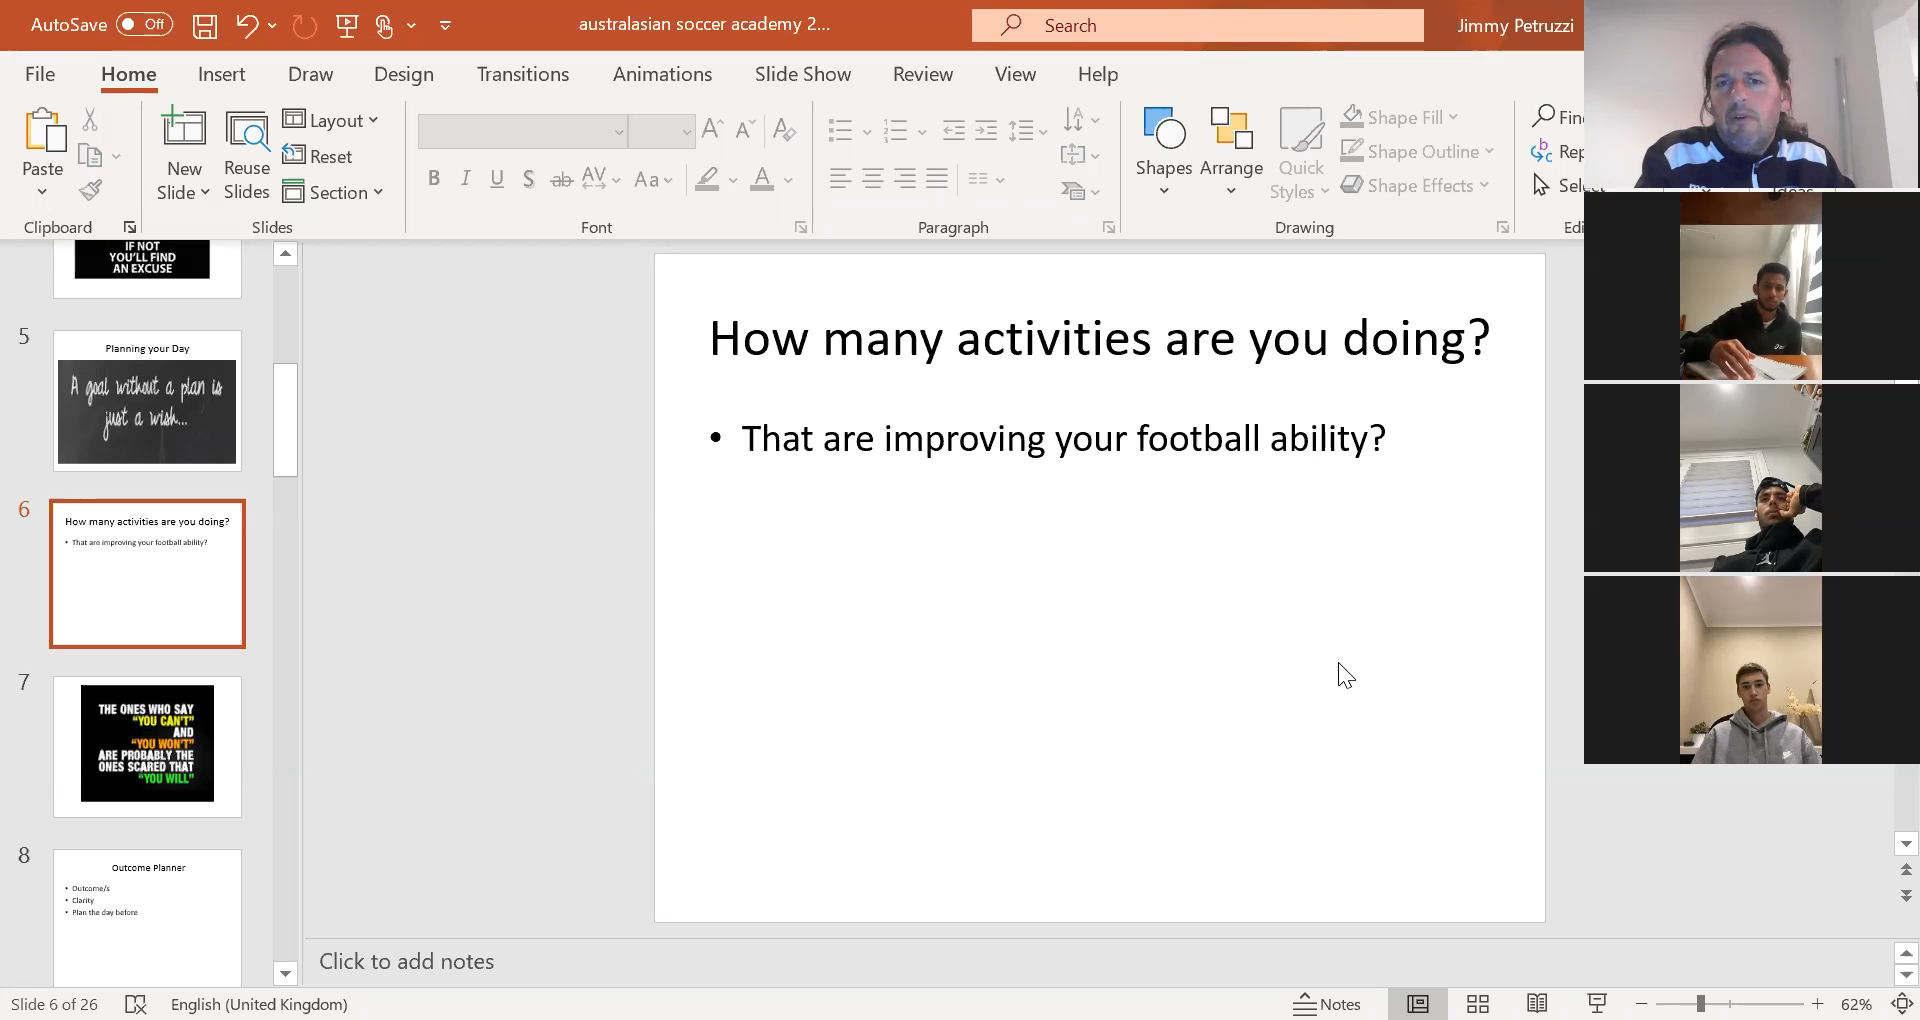 AutoSave Off australasian soccer academy 2... Search Jimmy Petruzzi
File Home Insert Draw Design Transitions Animations Slide Show Review View Help
Paste
New
Slide
Reuse
Slides
Layout
Reset
Section
B I U S ab AV Aa A
Shapes
Arrange
Quick
Styles
Shape Fill
Shape Outline
Shape Effects
Clipboard Slides Font Paragraph Drawing
IF NOT
YOU'LL FIND
AN EXCUSE
5
Planning your Day
A goal without a plan is
just a wish...
6
How many activities are you doing?
• That are improving your football ability?
7
THE ONES WHO SAY
"YOU CAN'T"
AND
"YOU WON'T"
ARE PROBABLY THE
ONES SCARED THAT
"YOU WILL"
8
Outcome Planner
• Outcome/s
• Clarity
• Plan the day before
How many activities are you doing?
• That are improving your football ability?
Click to add notes
Slide 6 of 26 English (United Kingdom) Notes 62%